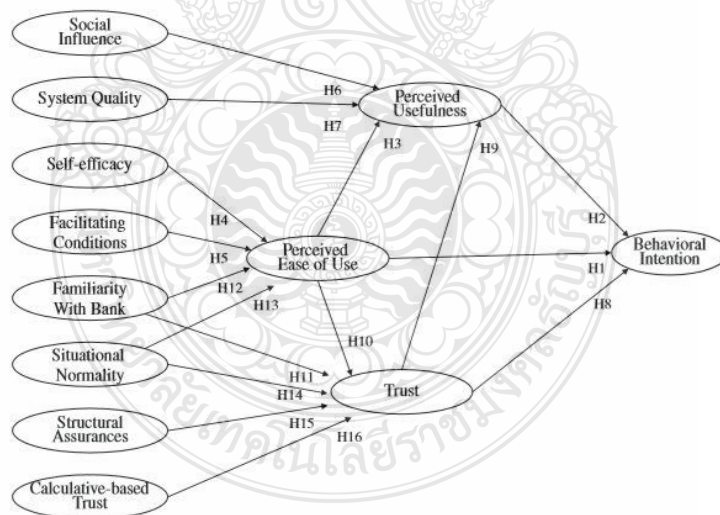 Social
Influence
System Quality
Self-efficacy
Facilitating
Conditions
Familiarity
With Bank
Situational
Normality
Structural
Assurances
Calculative-based
Trust
Perceived
Usefulness
Perceived
Ease of Use
Trust
Behavioral
Intention
H6
H7
H3
H9
H4
H2
H5
H1
H12
H13
H8
H10
H11
H14
H15
H16